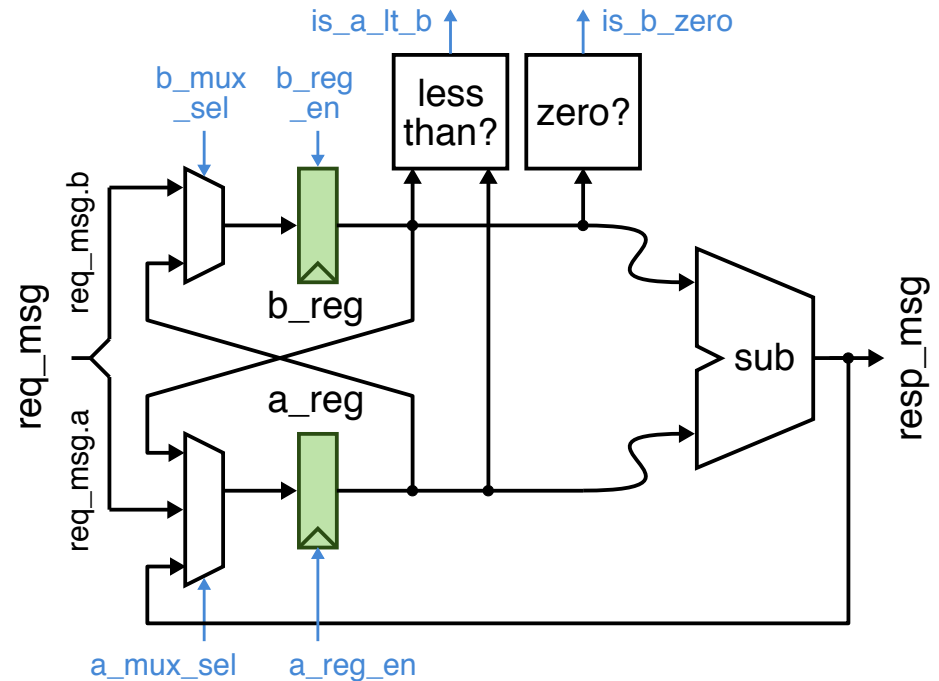 is_a_lt_b
is_b_zero
b_mux
_sel
b_reg
_en
less
than?
zero?
req_msg.b
b_reg
req_msg
sub
resp_msg
a_reg
req_msg.a
a_mux_sel
a_reg_en